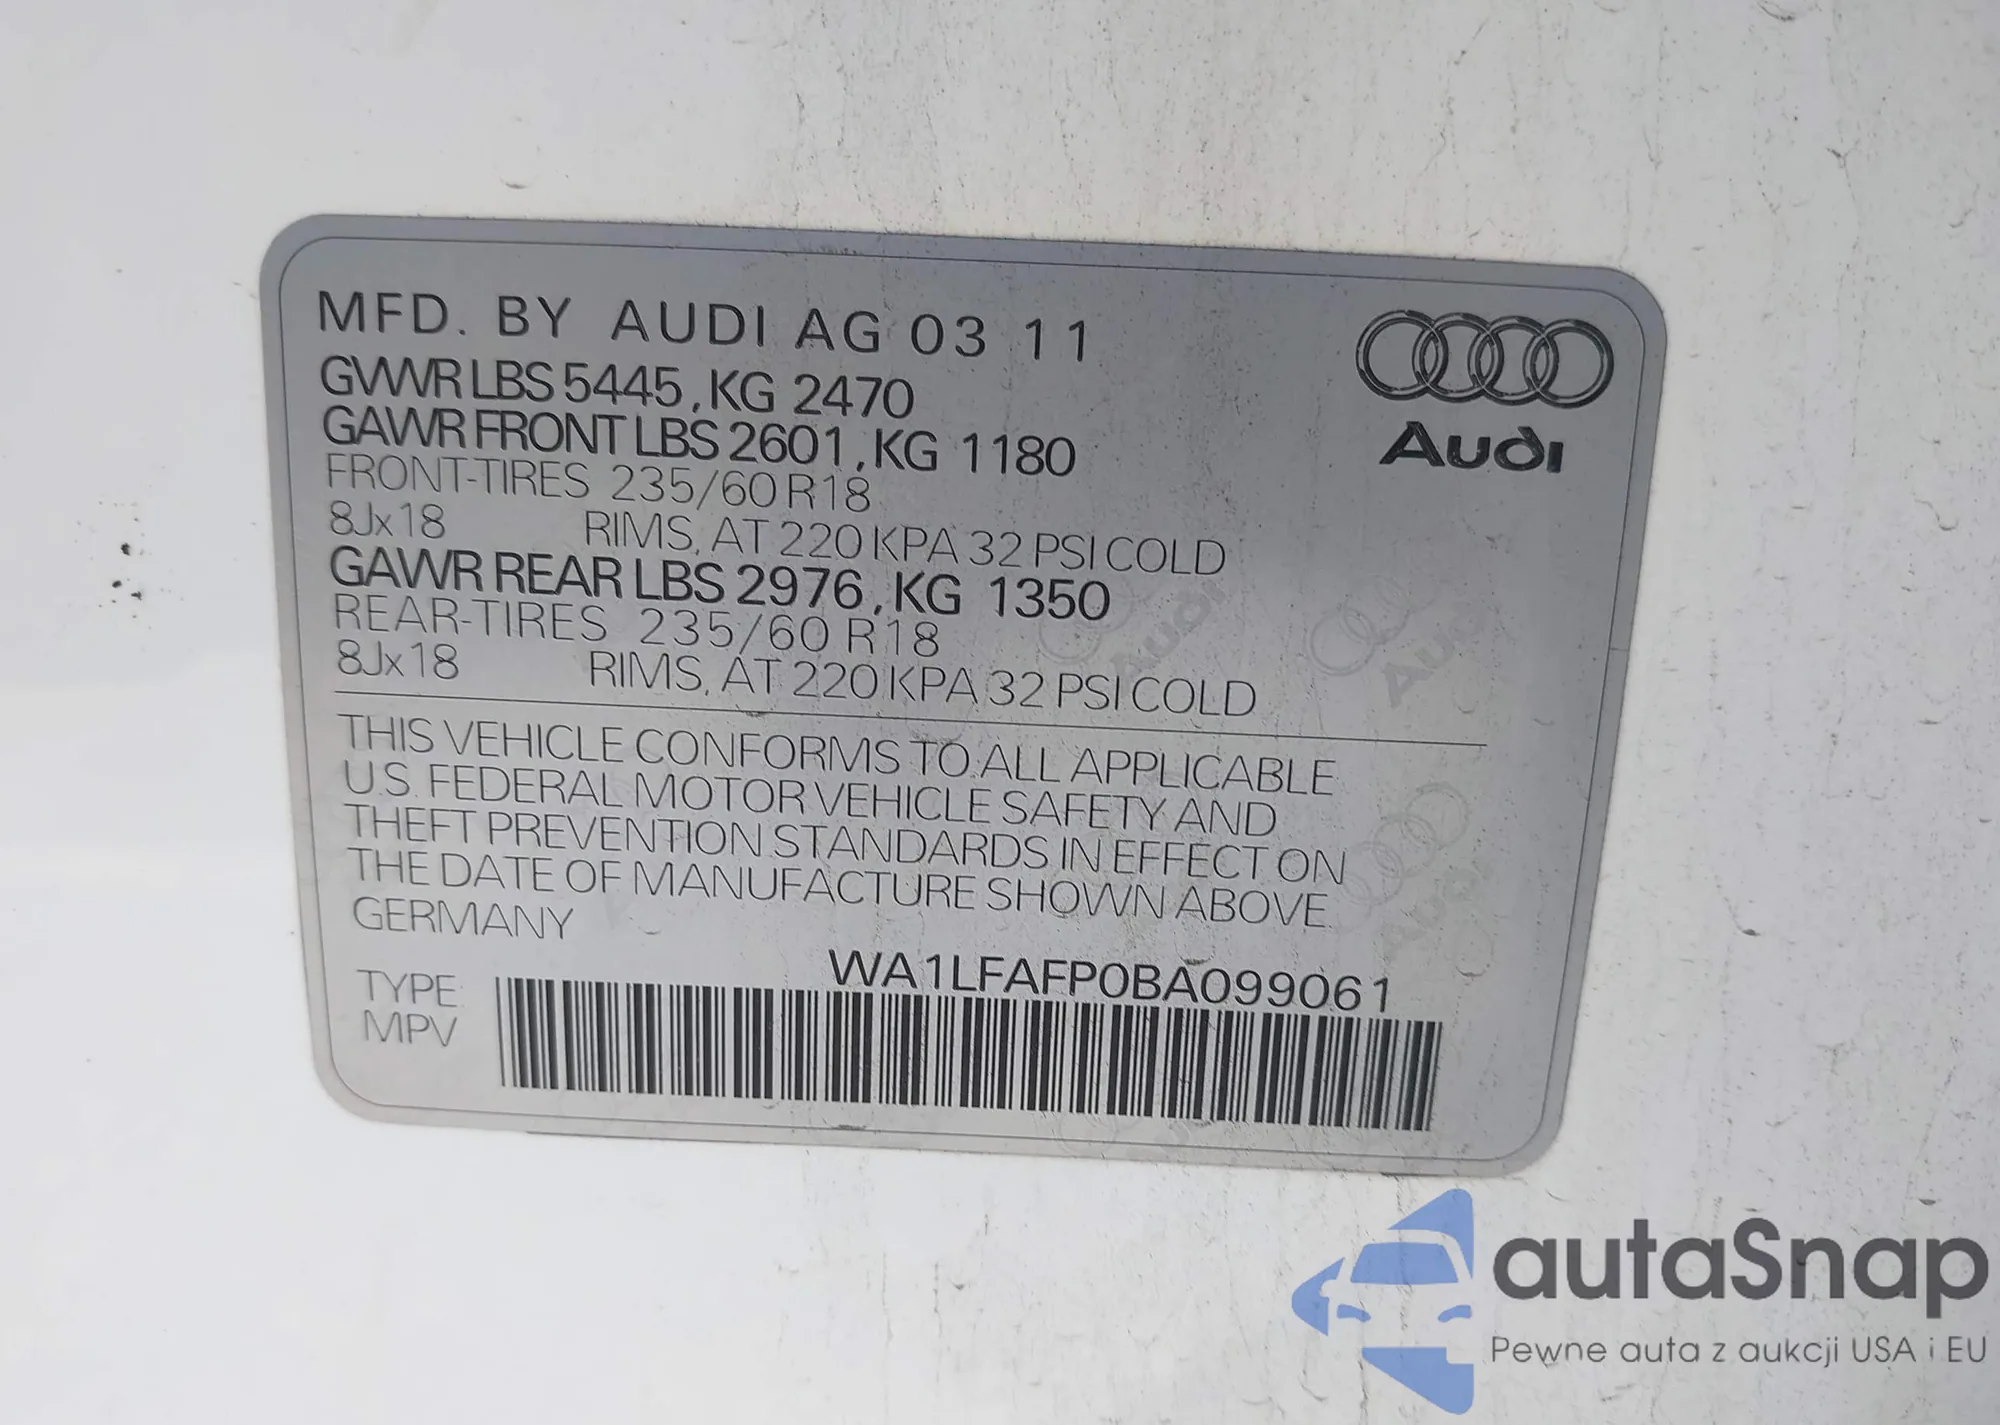 MFD. BY AUDI AG 03 11
GVWR LBS 5445, KG 2470
GAWR FRONT LBS 2601, KG 1180
FRONT-TIRES 235/60 R18
8Jx18 RIMS, AT 220 KPA 32 PSI COLD
GAWR REAR LBS 2976, KG 1350
REAR-TIRES 235/60 R18
8Jx18 RIMS, AT 220 KPA 32 PSI COLD
Audi
THIS VEHICLE CONFORMS TO ALL APPLICABLE
U.S. FEDERAL MOTOR VEHICLE SAFETY AND
THEFT PREVENTION STANDARDS IN EFFECT ON
THE DATE OF MANUFACTURE SHOWN ABOVE.
GERMANY
WA1LFAFP0BA099061
TYPE:
MPV
autaSnap
Pewne auta z aukcji USA i EU